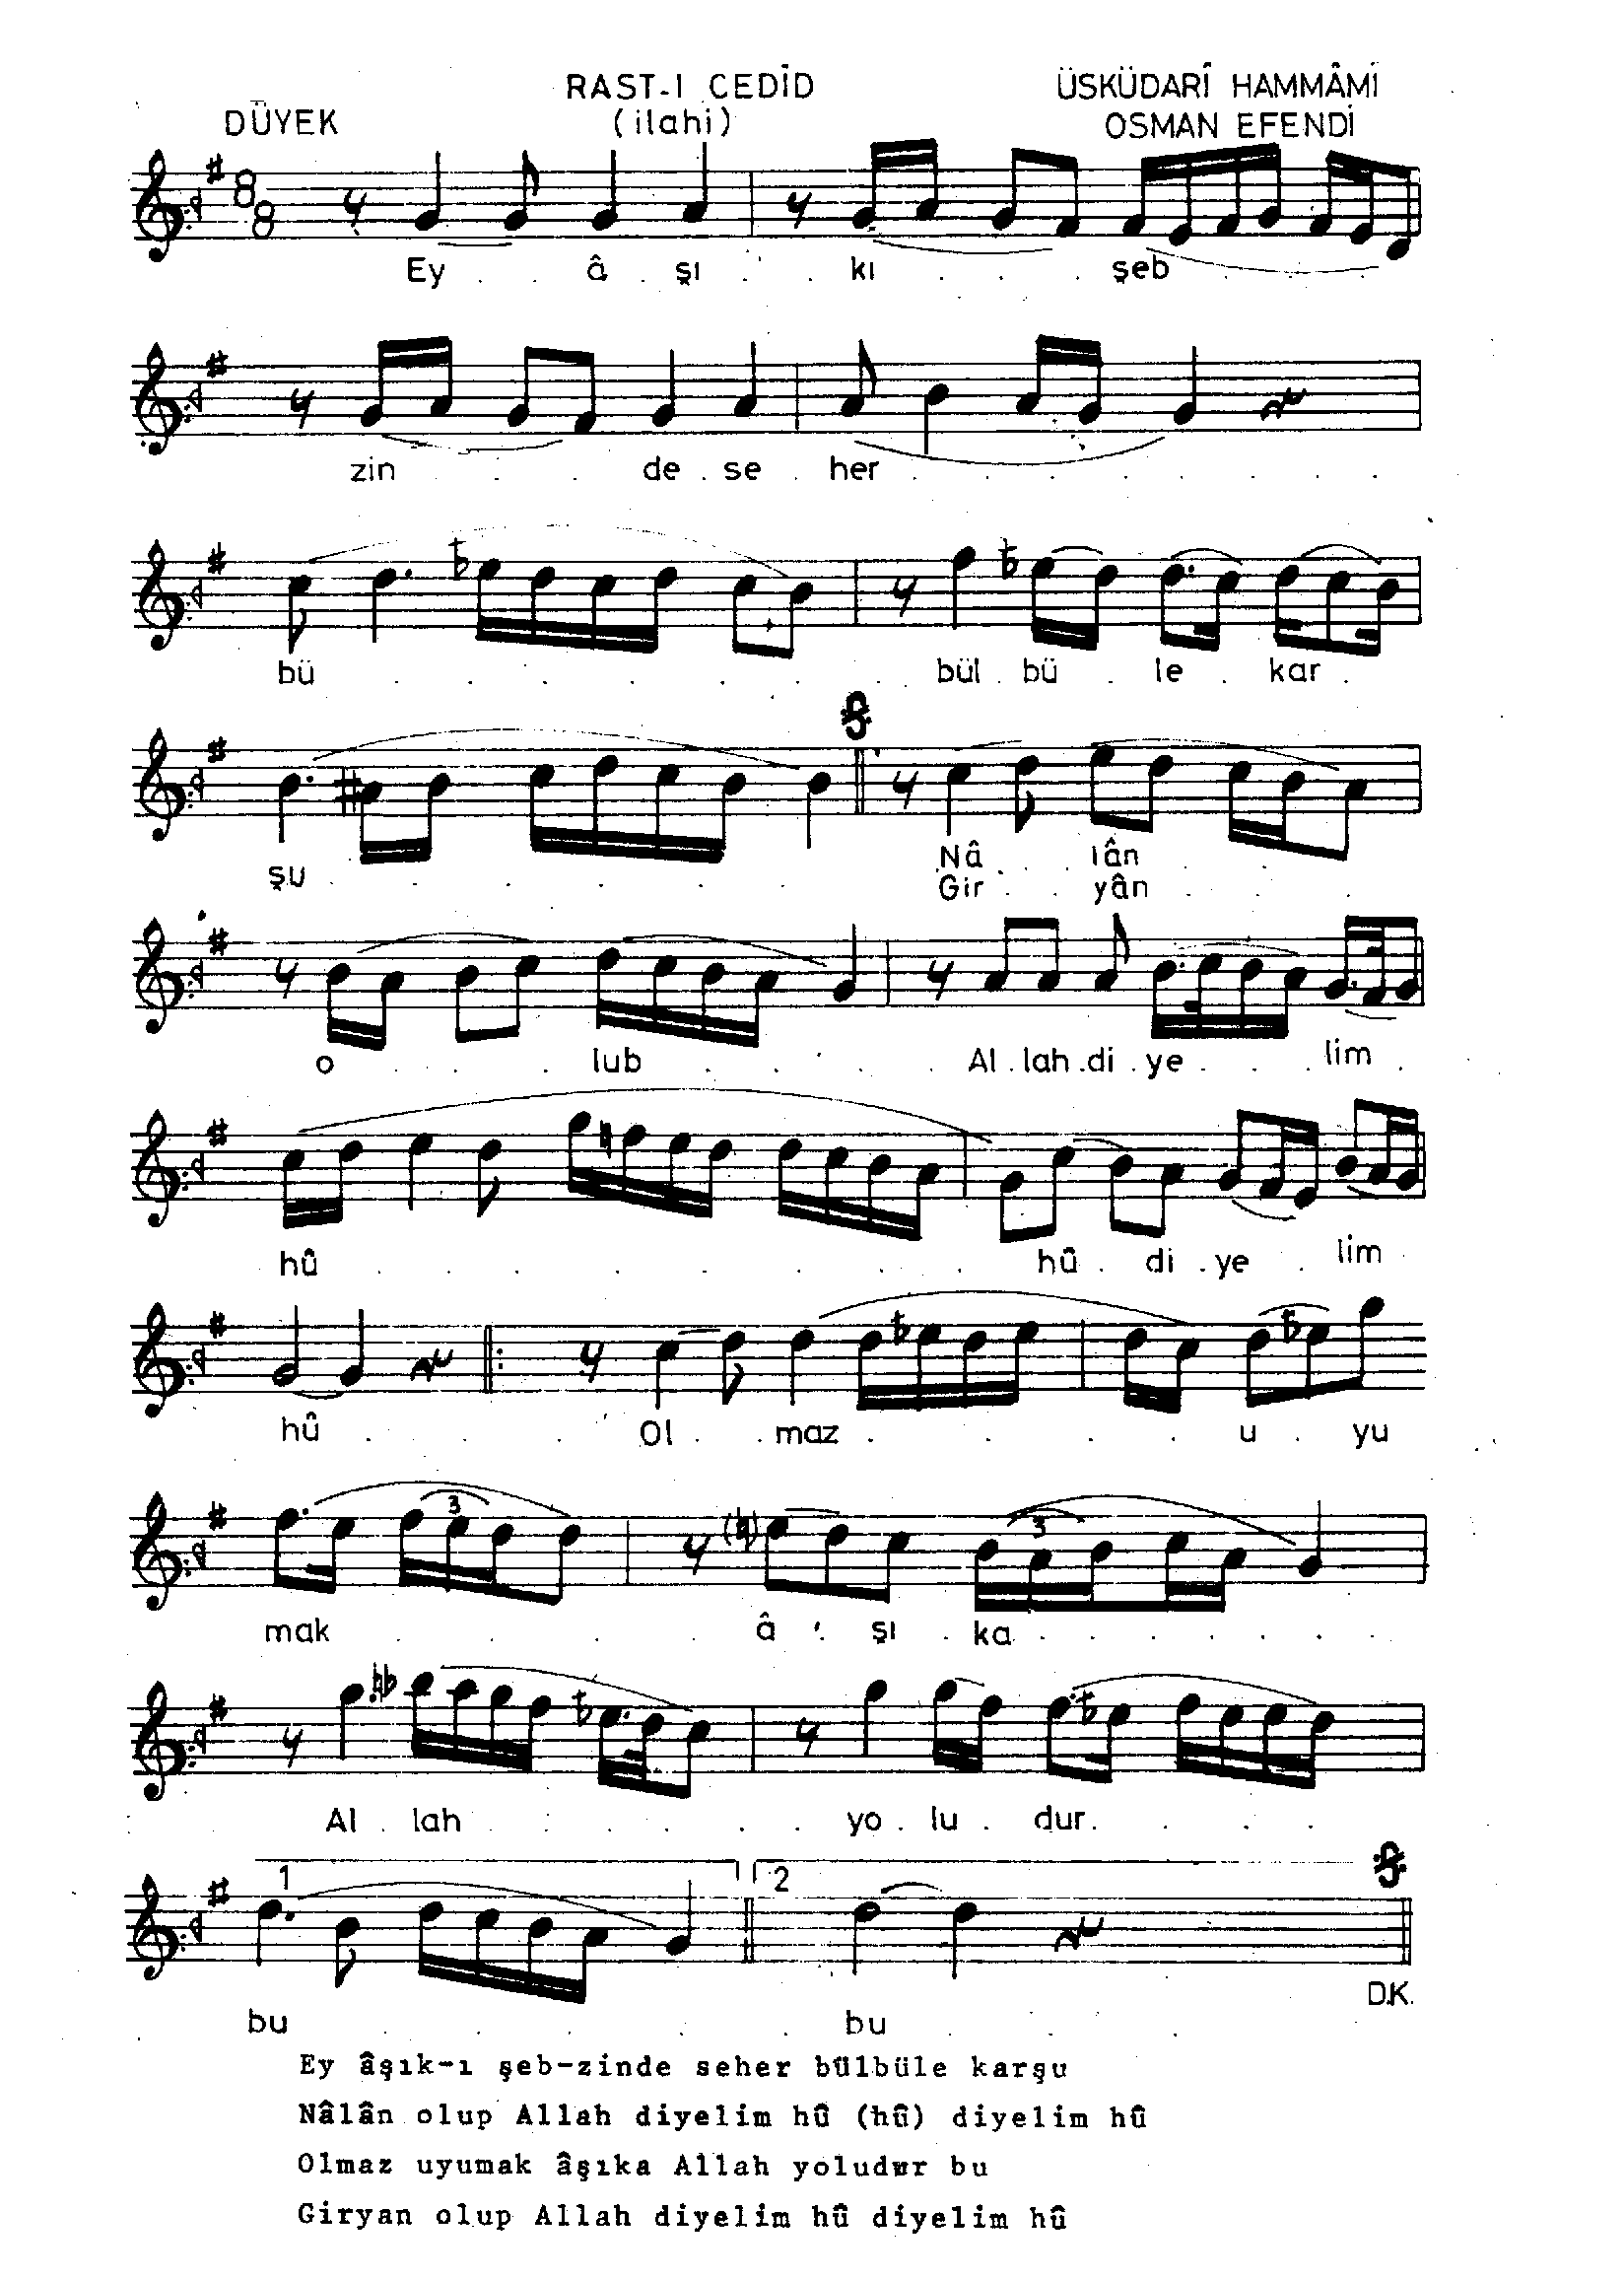 RAST-I CEDİD
ÜSKÜDARÎ HAMMÂMİ
DÜYEK
(ilahi)
OSMAN EFENDİ
8
8
Ey . . â . şı . . kı . . . şeb . . .
zin . . . de . se . her . . . . . . .
bü . . . . . . . . bül . bü . le . kar .
şu . . . . . . Nâ . . . lân . . .
Gir . . yân . . .
o . . . . lub . . . . Al . lah . di . ye . . . lim .
hû . . . . . . . . . hû . di . ye . lim
hû . . . Ol . . maz . . . . u . yu
mak . . . . . â . şı . ka . . . . . . .
3
3
Al . lah . . . . . yo . lu . dur . . . .
1
2
D.K.
bu . . . . . bu . . .
Ey âşık-ı şeb-zinde seher bülbüle karşu
Nâlân olup Allah diyelim hû (hû) diyelim hû
Olmaz uyumak âşıka Allah yoludur bu
Giryan olup Allah diyelim hû diyelim hû